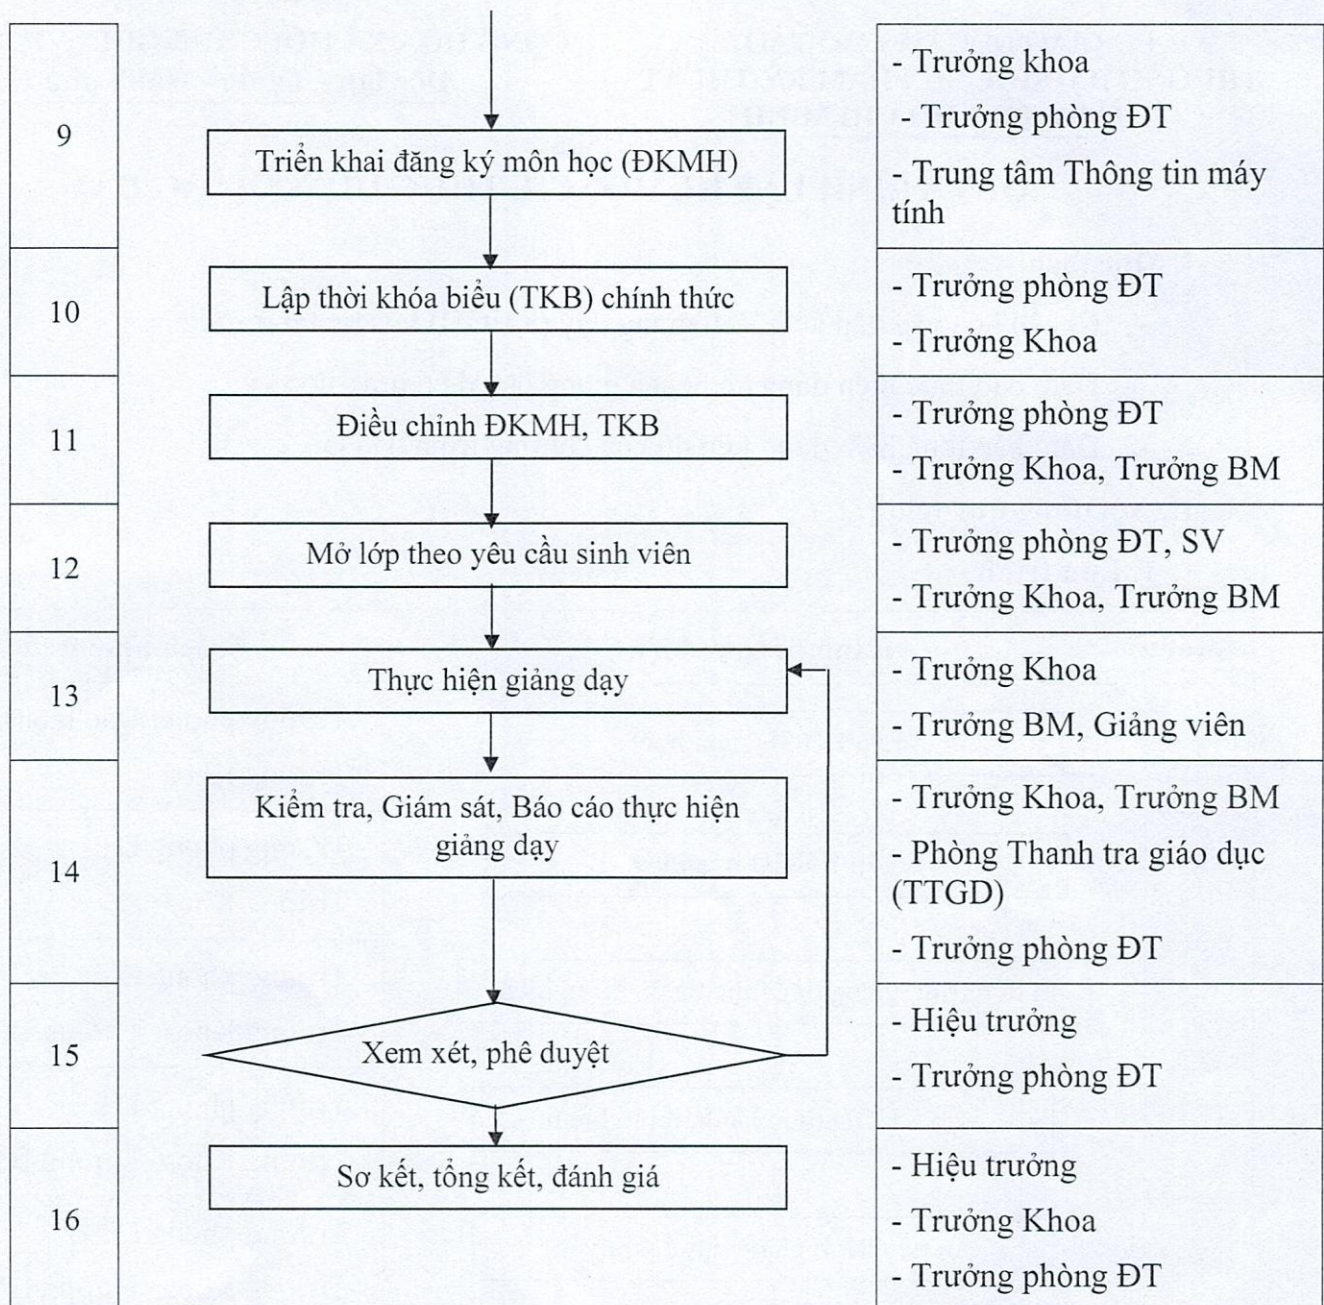 9
Triển khai đăng ký môn học (ĐKMH)
- Trưởng khoa
- Trưởng phòng ĐT
- Trung tâm Thông tin máy
tính
10
Lập thời khóa biểu (TKB) chính thức
- Trưởng phòng ĐT
- Trưởng Khoa
11
Điều chỉnh ĐKMH, TKB
- Trưởng phòng ĐT
- Trưởng Khoa, Trưởng BM
12
Mở lớp theo yêu cầu sinh viên
- Trưởng phòng ĐT, SV
- Trưởng Khoa, Trưởng BM
13
Thực hiện giảng dạy
- Trưởng Khoa
- Trưởng BM, Giảng viên
14
Kiểm tra, Giám sát, Báo cáo thực hiện
giảng dạy
- Trưởng Khoa, Trưởng BM
- Phòng Thanh tra giáo dục
(TTGD)
- Trưởng phòng ĐT
15
Xem xét, phê duyệt
- Hiệu trưởng
- Trưởng phòng ĐT
16
Sơ kết, tổng kết, đánh giá
- Hiệu trưởng
- Trưởng Khoa
- Trưởng phòng ĐT